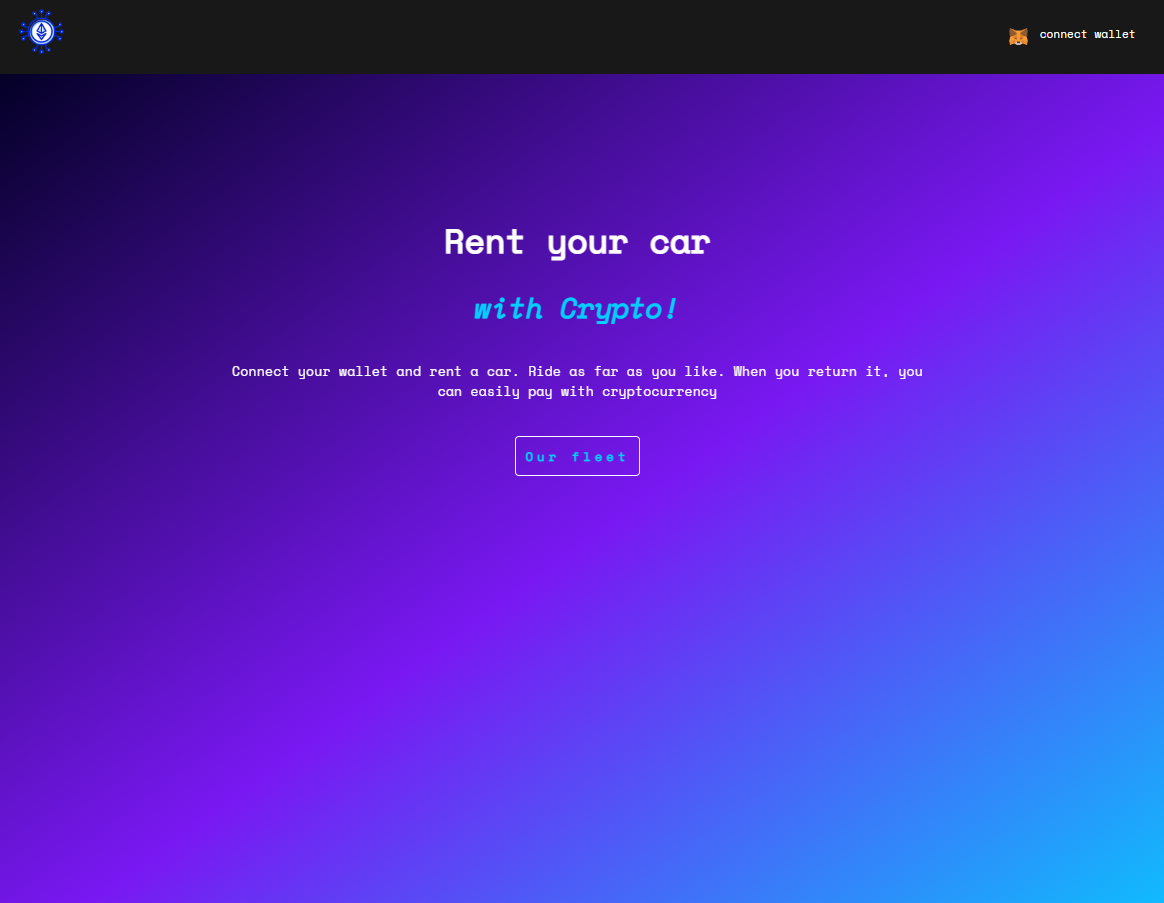 connect wallet
Rent your car
with Crypto!
Connect your wallet and rent a car. Ride as far as you like. When you return it, you
can easily pay with cryptocurrency
Our fleet